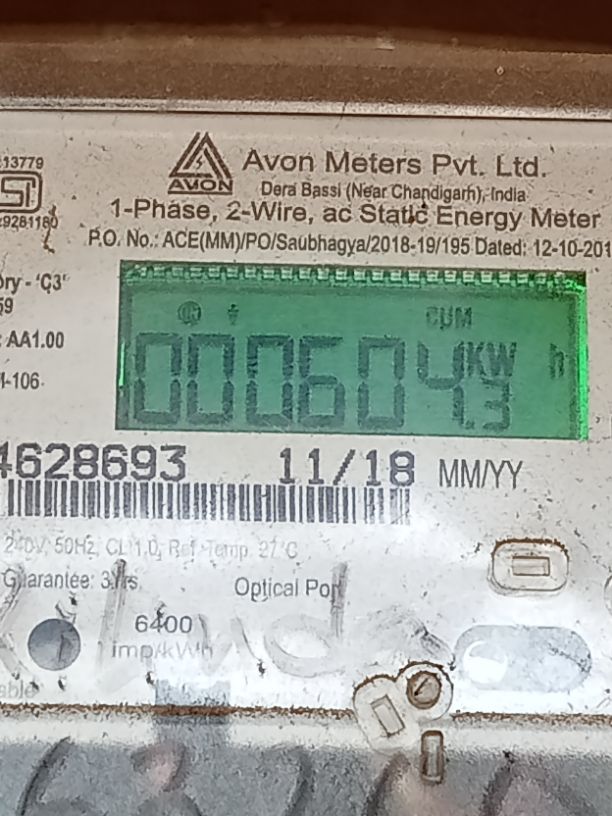 13779
AVON
Avon Meters Pvt. Ltd.
Dera Bassi (Near Chandigarh), India
1-Phase, 2-Wire, ac Static Energy Meter
P.O. No.: ACE(MM)/PO/Saubhagya/2018-19/195 Dated: 12-10-201
ory - 'C3'
59
AA1.00
-106
CUM
000604.3 KW h
4628693 11/18 MM/YY
240V, 50Hz, CL 1.0, Ref. Temp. 27°C
Guarantee: 3Yrs.
Optical Port
6400
imp/kWh
able